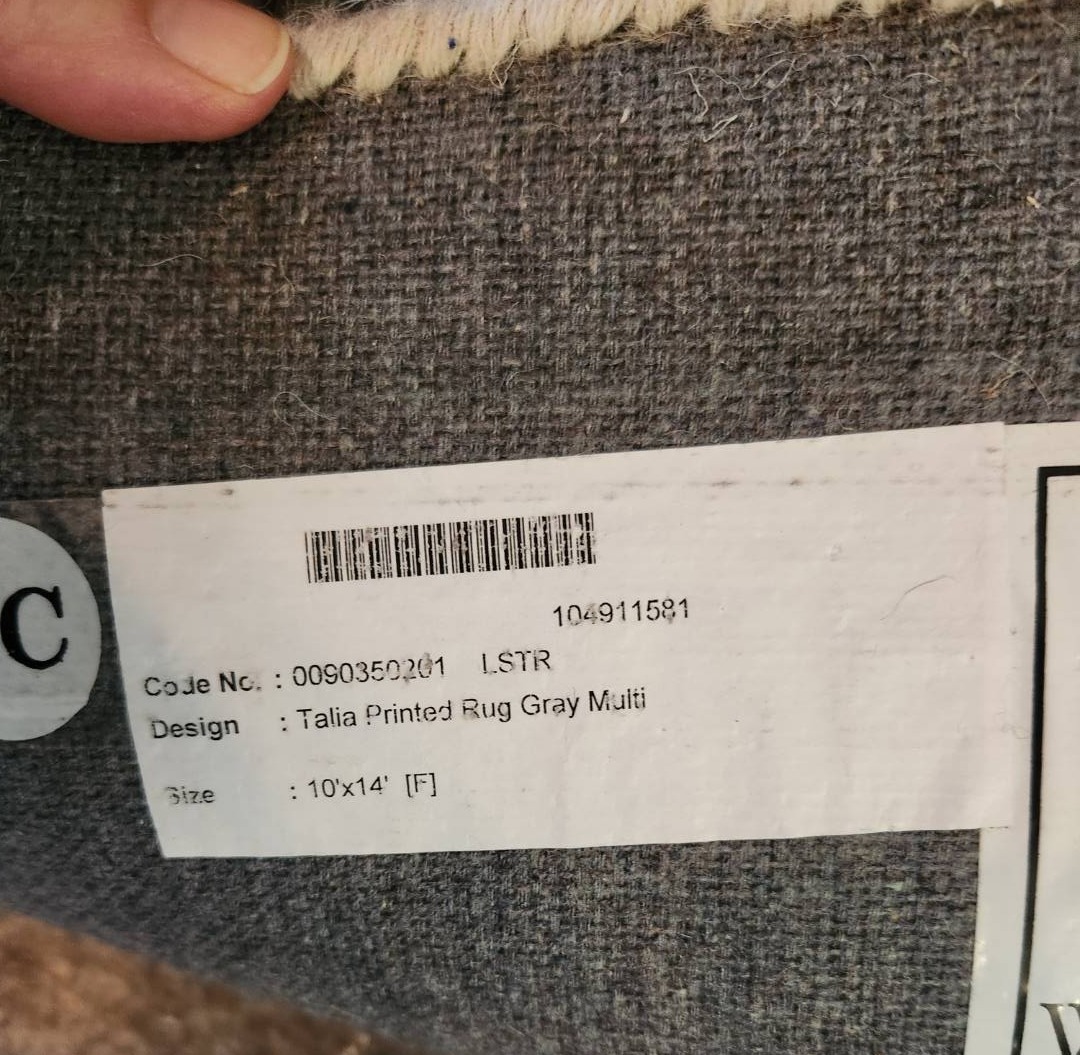 C
104911581
Code No. : 0090350201 LSTR
Design : Talia Printed Rug Gray Multi
Size : 10'x14' [F]